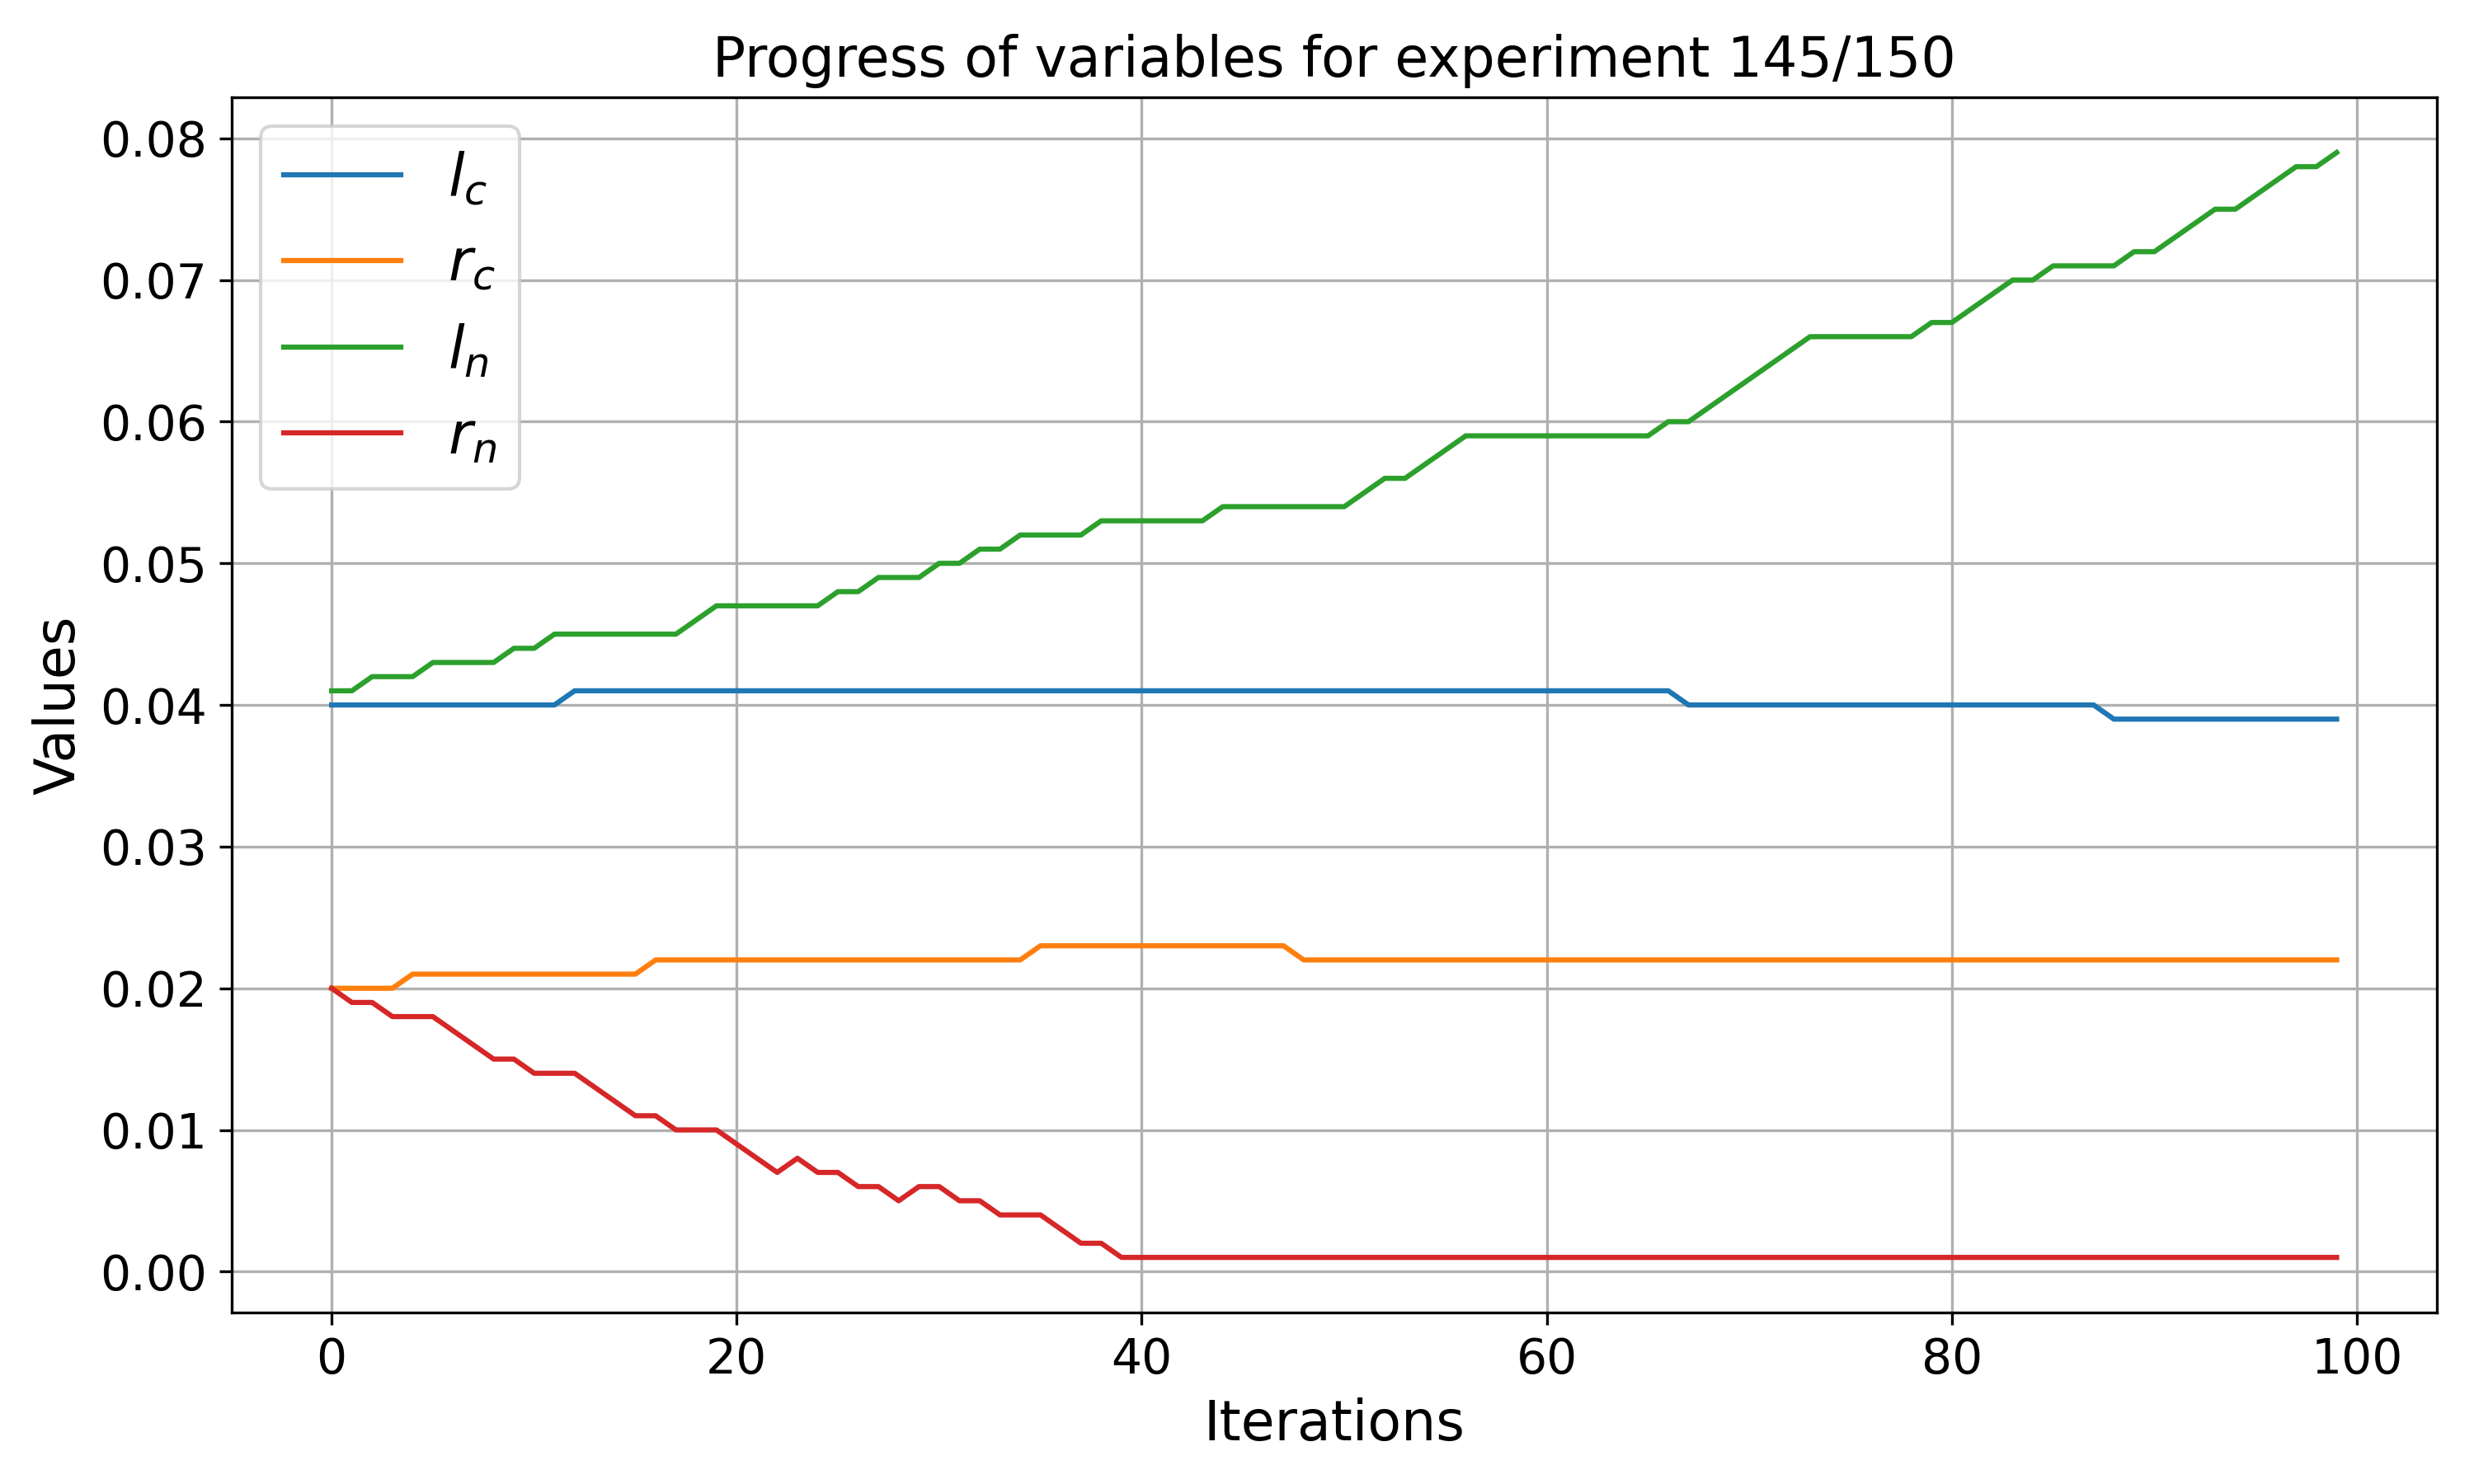 Progress of variables for experiment 145/150
l_c
r_c
l_n
r_n
0.08
0.07
0.06
0.05
0.04
0.03
0.02
0.01
0.00
Values
0 20 40 60 80 100
Iterations